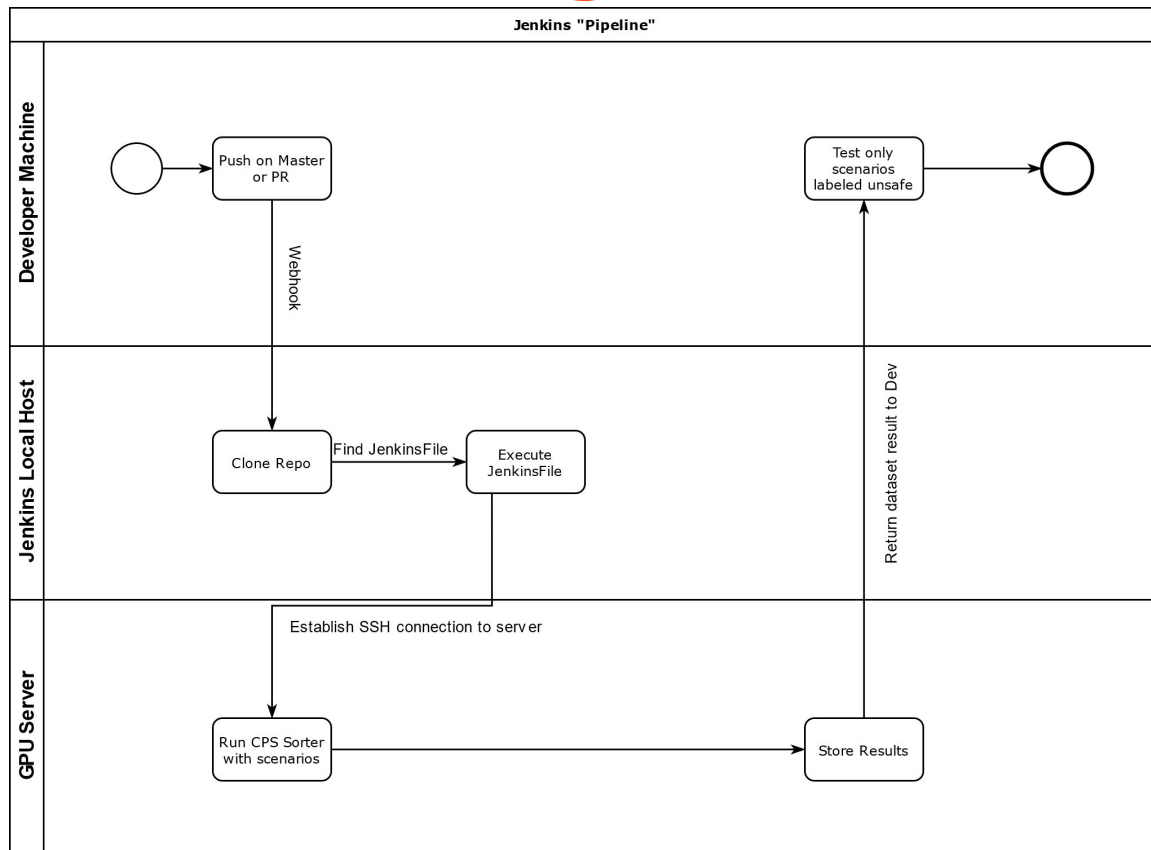 Jenkins "Pipeline"
Developer Machine
Push on Master
or PR
Test only
scenarios
labeled unsafe
Webhook
Jenkins Local Host
Clone Repo
Find JenkinsFile
Execute
JenkinsFile
Return dataset result to Dev
GPU Server
Establish SSH connection to server
Run CPS Sorter
with scenarios
Store Results